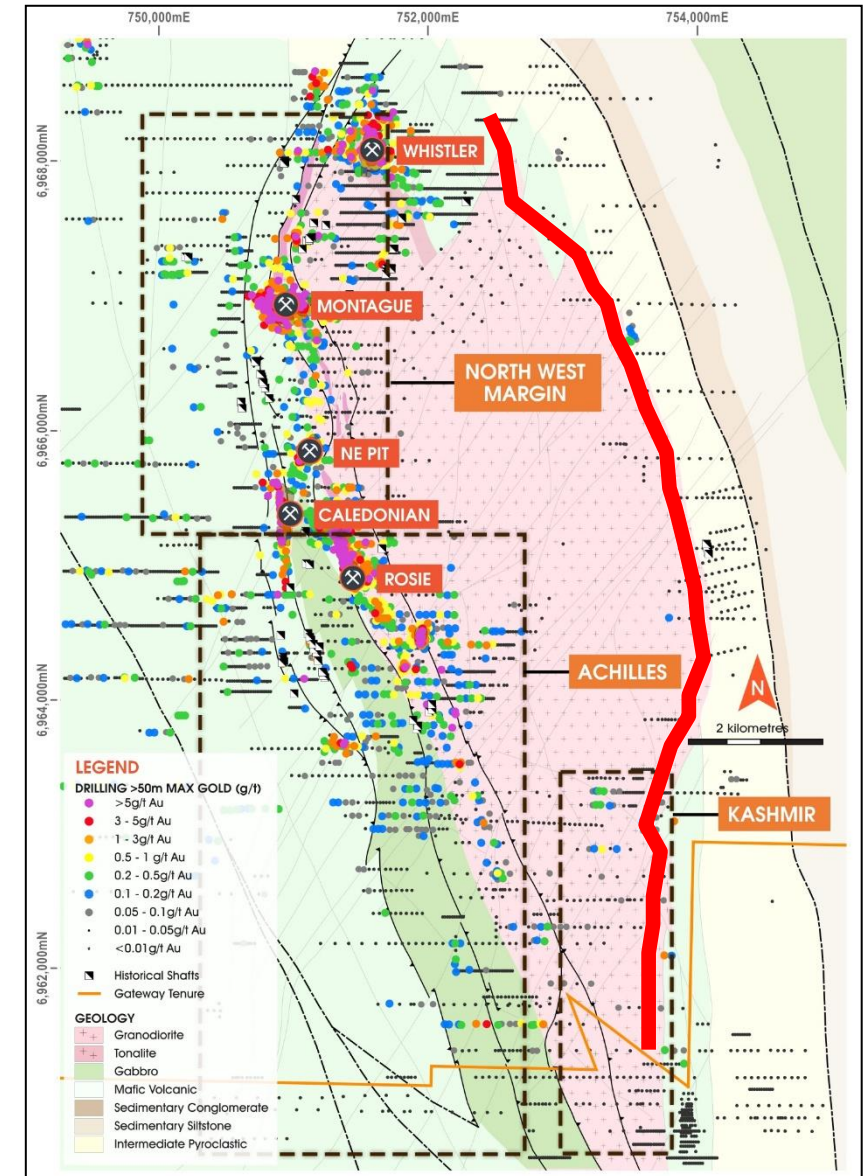 750,000mE
752,000mE
754,000mE
6,968,000mN
6,966,000mN
6,964,000mN
6,962,000mN
WHISTLER
MONTAGUE
NORTH WEST
MARGIN
NE PIT
CALEDONIAN
ROSIE
ACHILLES
N
2 kilometres
KASHMIR
LEGEND
DRILLING >50m MAX GOLD (g/t)
>5g/t Au
3 - 5g/t Au
1 - 3g/t Au
0.5 - 1 g/t Au
0.2 - 0.5g/t Au
0.1 - 0.2g/t Au
0.05 - 0.1g/t Au
0.01 - 0.05g/t Au
<0.01g/t Au
Historical Shafts
Gateway Tenure
GEOLOGY
Granodiorite
Tonalite
Gabbro
Mafic Volcanic
Sedimentary Conglomerate
Sedimentary Siltstone
Intermediate Pyroclastic